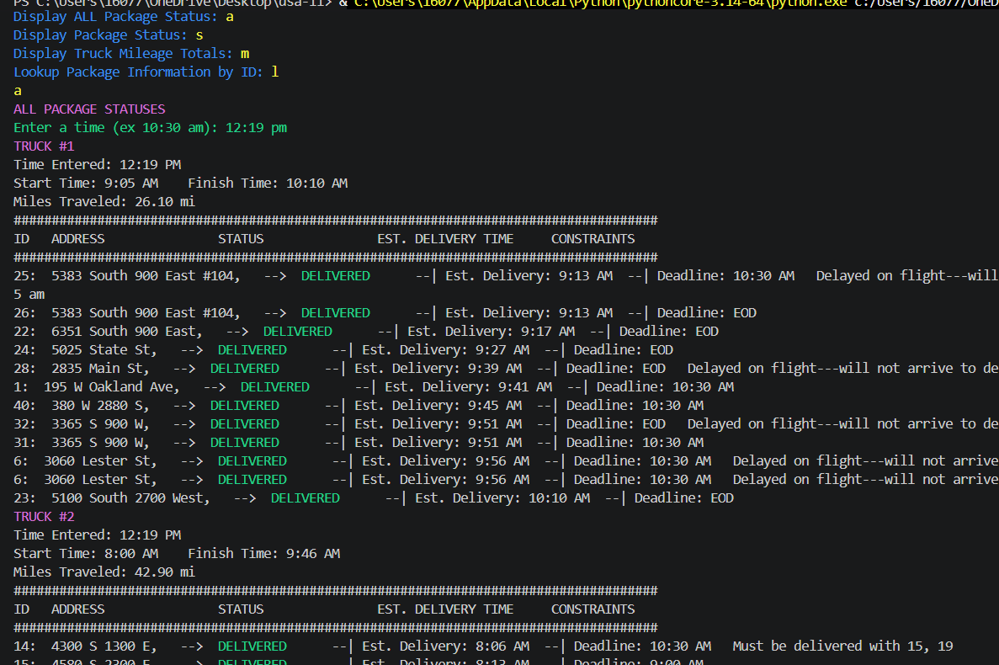 PS C:\Users\16077\OneDrive\Desktop\dsa-ii> & C:\Users\16077\AppData\Local\Python\pythoncore-3.14-64\python.exe c:/Users/16077/OneD
Display ALL Package Status: a
Display Package Status: s
Display Truck Mileage Totals: m
Lookup Package Information by ID: l
a
ALL PACKAGE STATUSES
Enter a time (ex 10:30 am): 12:19 pm
TRUCK #1
Time Entered: 12:19 PM
Start Time: 9:05 AM    Finish Time: 10:10 AM
Miles Traveled: 26.10 mi
#####################################################################################
ID   ADDRESS               STATUS               EST. DELIVERY TIME     CONSTRAINTS
#####################################################################################
25:  5383 South 900 East #104,   -->  DELIVERED      --| Est. Delivery: 9:13 AM  --| Deadline: 10:30 AM   Delayed on flight---will
5 am
26:  5383 South 900 East #104,   -->  DELIVERED      --| Est. Delivery: 9:13 AM  --| Deadline: EOD
22:  6351 South 900 East,   -->  DELIVERED      --| Est. Delivery: 9:17 AM  --| Deadline: EOD
24:  5025 State St,   -->  DELIVERED      --| Est. Delivery: 9:27 AM  --| Deadline: EOD
28:  2835 Main St,   -->  DELIVERED      --| Est. Delivery: 9:39 AM  --| Deadline: EOD   Delayed on flight---will not arrive to de
1:  195 W Oakland Ave,   -->  DELIVERED      --| Est. Delivery: 9:41 AM  --| Deadline: 10:30 AM
40:  380 W 2880 S,   -->  DELIVERED      --| Est. Delivery: 9:45 AM  --| Deadline: 10:30 AM
32:  3365 S 900 W,   -->  DELIVERED      --| Est. Delivery: 9:51 AM  --| Deadline: EOD   Delayed on flight---will not arrive to de
31:  3365 S 900 W,   -->  DELIVERED      --| Est. Delivery: 9:51 AM  --| Deadline: 10:30 AM
6:  3060 Lester St,   -->  DELIVERED      --| Est. Delivery: 9:56 AM  --| Deadline: 10:30 AM   Delayed on flight---will not arrive
6:  3060 Lester St,   -->  DELIVERED      --| Est. Delivery: 9:56 AM  --| Deadline: 10:30 AM   Delayed on flight---will not arrive
23:  5100 South 2700 West,   -->  DELIVERED      --| Est. Delivery: 10:10 AM  --| Deadline: EOD
TRUCK #2
Time Entered: 12:19 PM
Start Time: 8:00 AM    Finish Time: 9:46 AM
Miles Traveled: 42.90 mi
#####################################################################################
ID   ADDRESS               STATUS               EST. DELIVERY TIME     CONSTRAINTS
#####################################################################################
14:  4300 S 1300 E,   -->  DELIVERED      --| Est. Delivery: 8:06 AM  --| Deadline: 10:30 AM   Must be delivered with 15, 19
15:  4580 S 2300 E,   -->  DELIVERED      --| Est. Delivery: 8:13 AM  --| Deadline: 9:00 AM